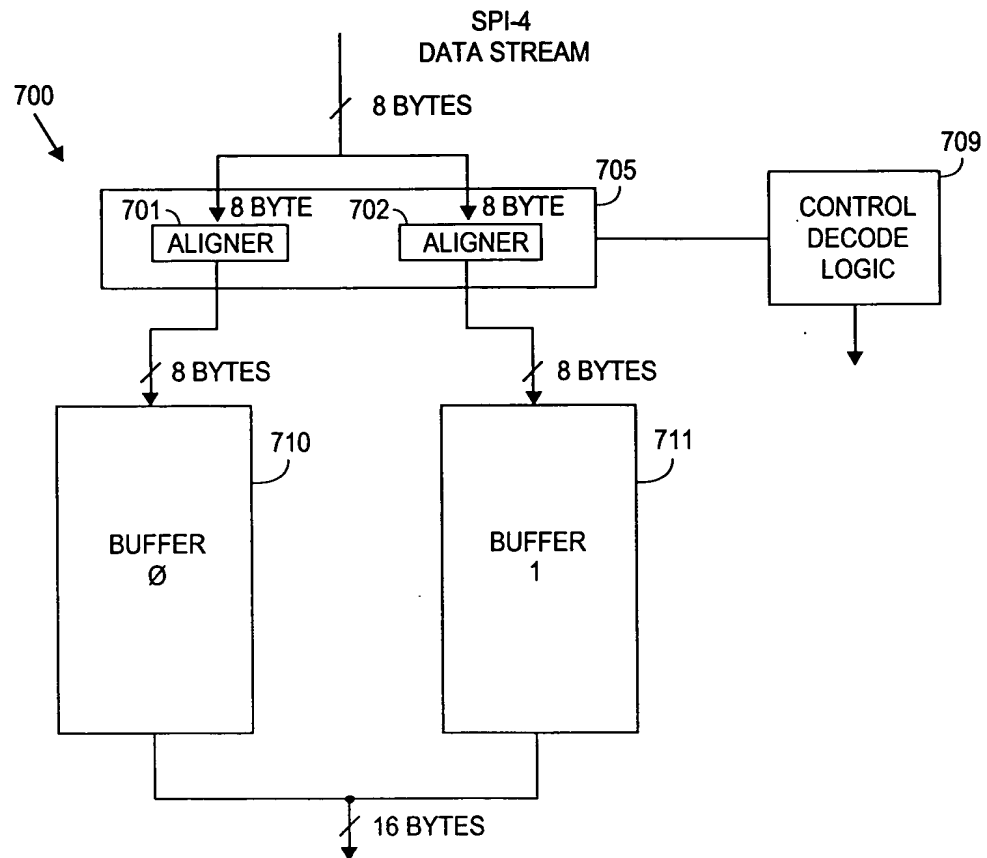 SPI-4
DATA STREAM
700
8 BYTES
709
705
701
8 BYTE
702
8 BYTE
ALIGNER
ALIGNER
CONTROL
DECODE
LOGIC
8 BYTES
8 BYTES
710
711
BUFFER
Ø
BUFFER
1
16 BYTES